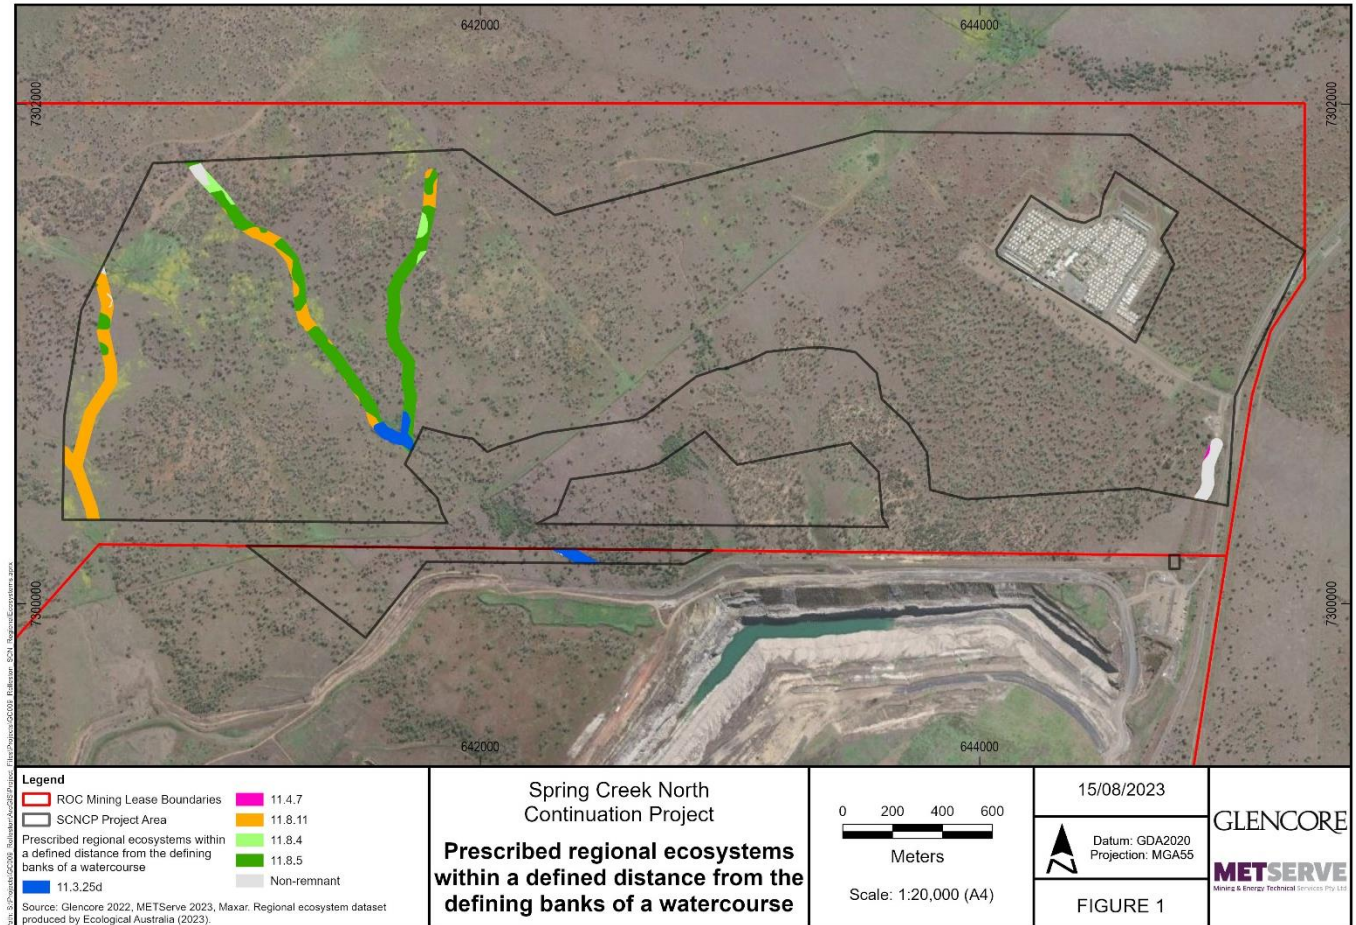 642000
644000
7302000
7302000
7300000
7300000
642000
644000
Legend
ROC Mining Lease Boundaries
SCNCP Project Area
Prescribed regional ecosystems within
a defined distance from the defining
banks of a watercourse
11.3.25d
11.4.7
11.8.11
11.8.4
11.8.5
Non-remnant
Source: Glencore 2022, METServe 2023, Maxar. Regional ecosystem dataset
produced by Ecological Australia (2023).
Spring Creek North
Continuation Project
Prescribed regional ecosystems
within a defined distance from the
defining banks of a watercourse
0 200 400 600
Meters
Scale: 1:20,000 (A4)
15/08/2023
N
Datum: GDA2020
Projection: MGA55
FIGURE 1
GLENCORE
METSERVE
Mining & Energy Technical Services Pty Ltd